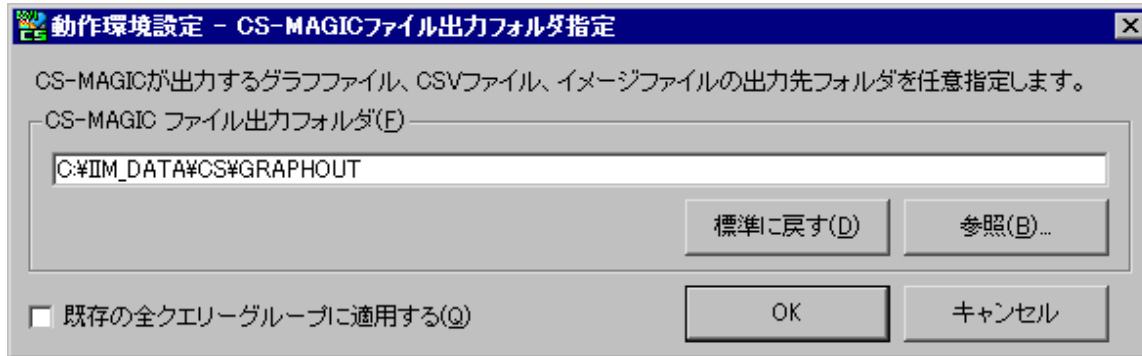 動作環境設定 - CS-MAGICファイル出力フォルダ指定
CS-MAGICが出力するグラフファイル、CSVファイル、イメージファイルの出力先フォルダを任意指定します。
CS-MAGIC ファイル出力フォルダ(F)
C:¥IIM_DATA¥CS¥GRAPHOUT
標準に戻す(D) 参照(B)...
既存の全クエリーグループに適用する(Q) OK キャンセル